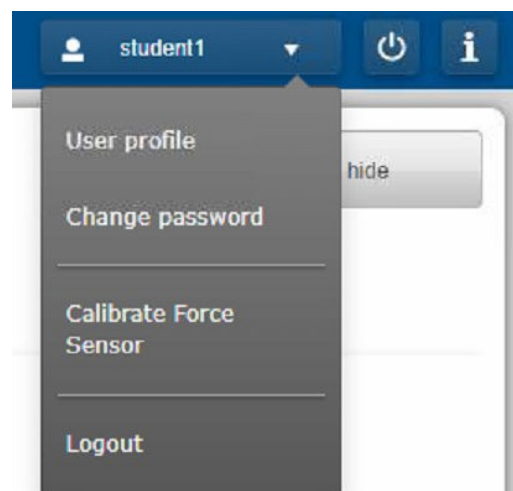 student1
User profile
hide
Change password
Calibrate Force
Sensor
Logout